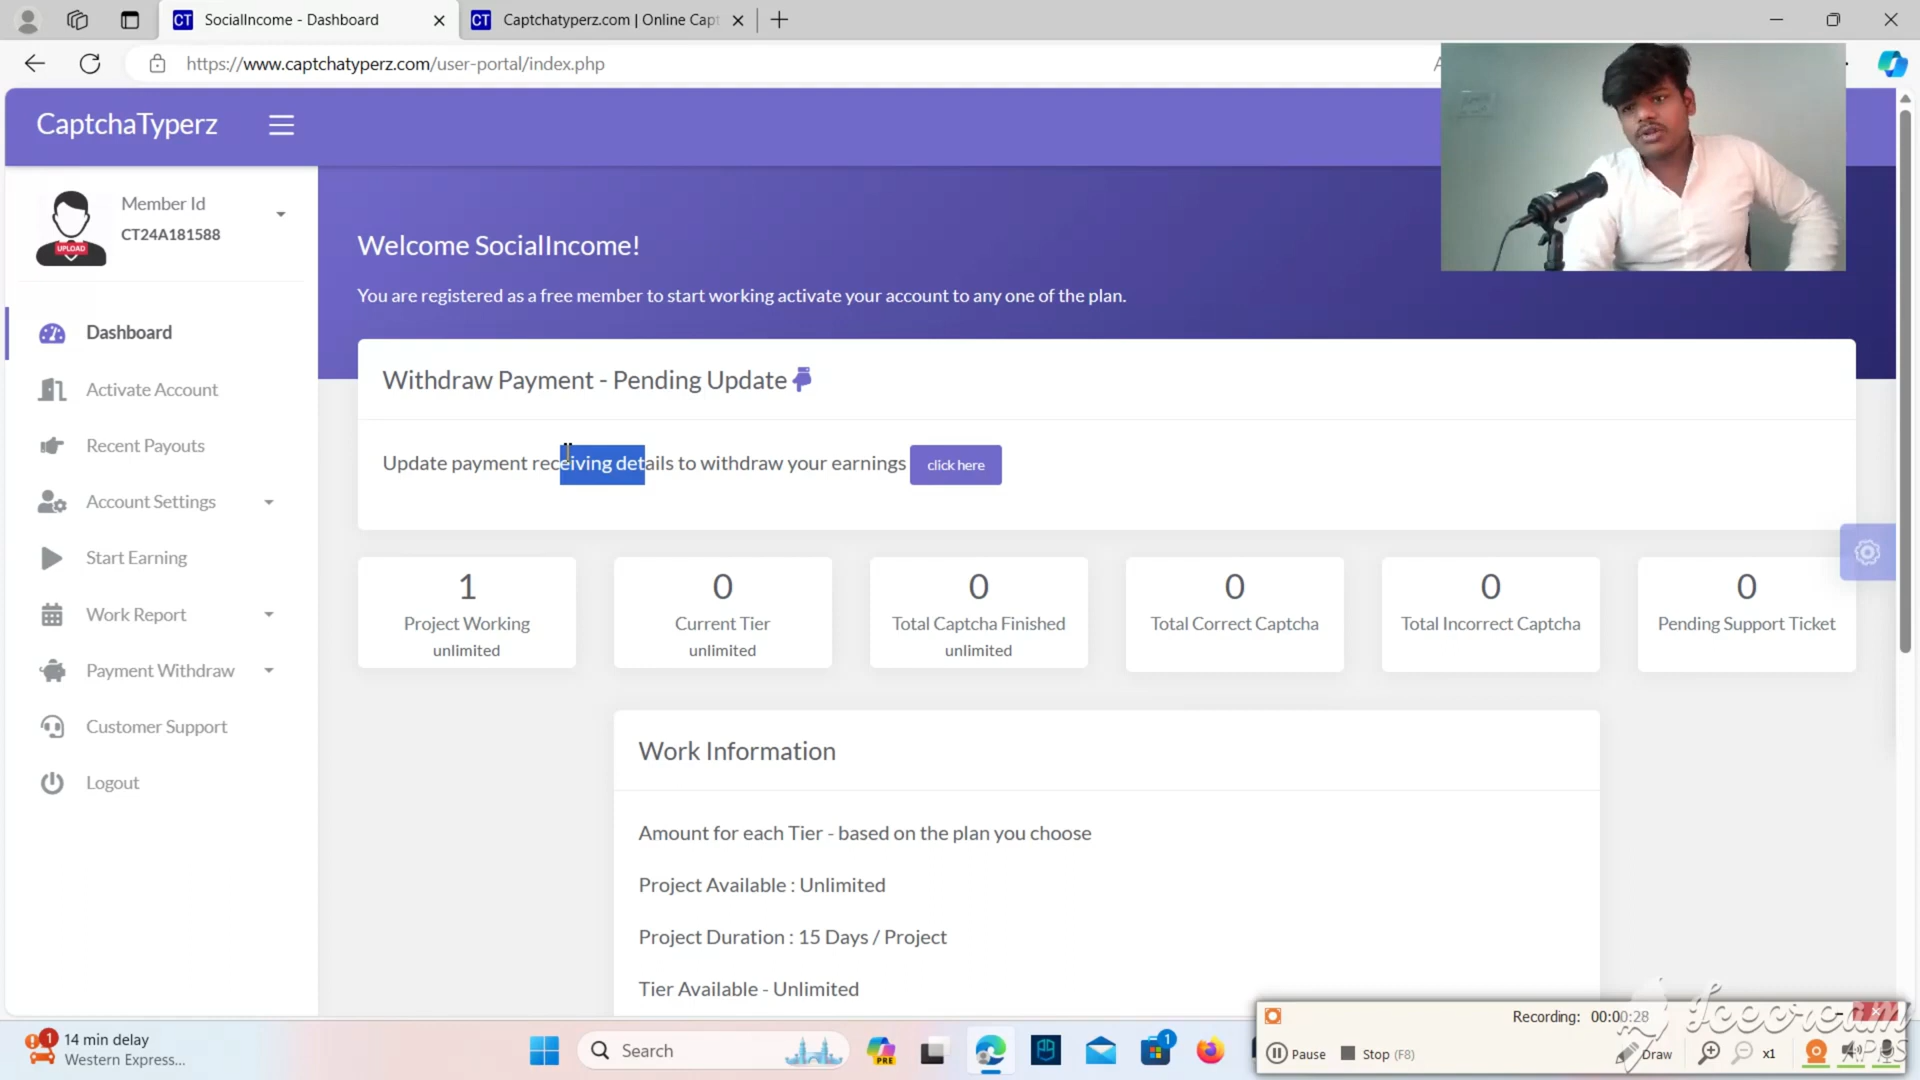 SocialIncome - Dashboard
Captchatyperz.com | Online Capt
https://www.captchatyperz.com/user-portal/index.php
CaptchaTyperz
Member Id
CT24A181588
UPLOAD
Dashboard
Activate Account
Recent Payouts
Account Settings
Start Earning
Work Report
Payment Withdraw
Customer Support
Logout
Welcome SocialIncome!
You are registered as a free member to start working activate your account to any one of the plan.
Withdraw Payment - Pending Update
Update payment receiving details to withdraw your earnings click here
1
Project Working
unlimited
0
Current Tier
unlimited
0
Total Captcha Finished
unlimited
0
Total Correct Captcha
0
Total Incorrect Captcha
0
Pending Support Ticket
Work Information
Amount for each Tier - based on the plan you choose
Project Available : Unlimited
Project Duration : 15 Days / Project
Tier Available - Unlimited
1
14 min delay
Western Express...
Search
PRE
1
Recording: 00:00:28
Pause
Stop (F8)
Draw
x1
Icecream
APPS